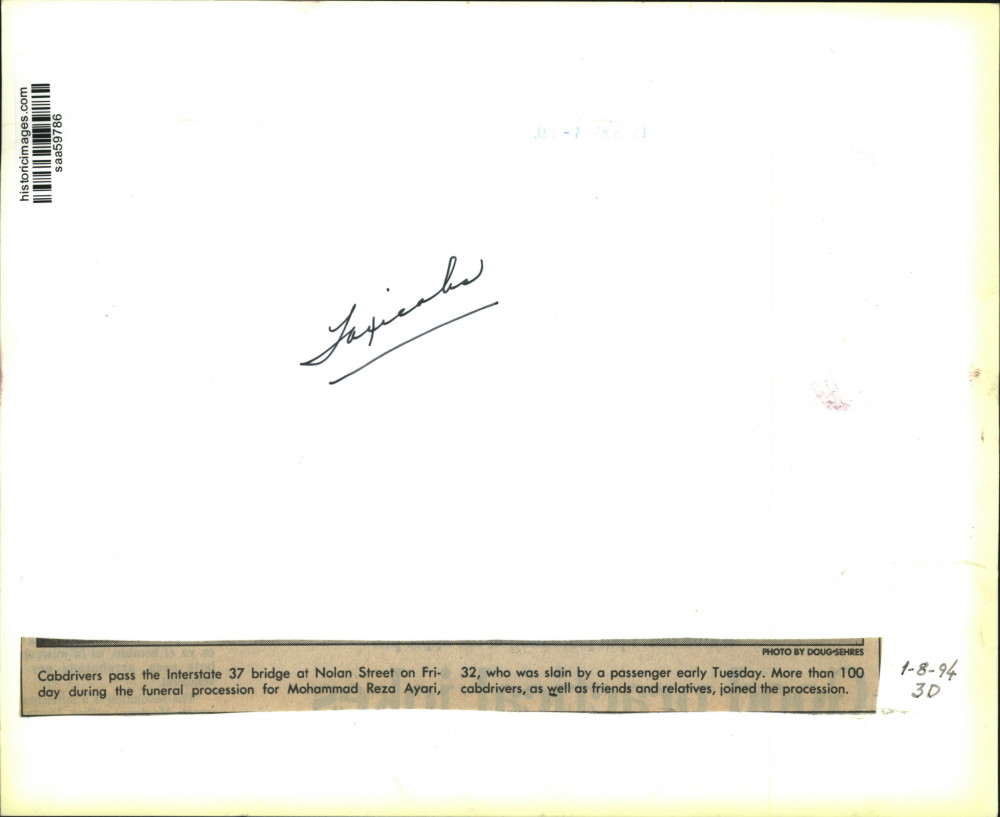 historicimages.com
saa59786
Taxicabs
PHOTO BY DOUG SEHRES
Cabdrivers pass the Interstate 37 bridge at Nolan Street on Fri-
day during the funeral procession for Mohammad Reza Ayari,
32, who was slain by a passenger early Tuesday. More than 100
cabdrivers, as well as friends and relatives, joined the procession.
1-8-94
3D